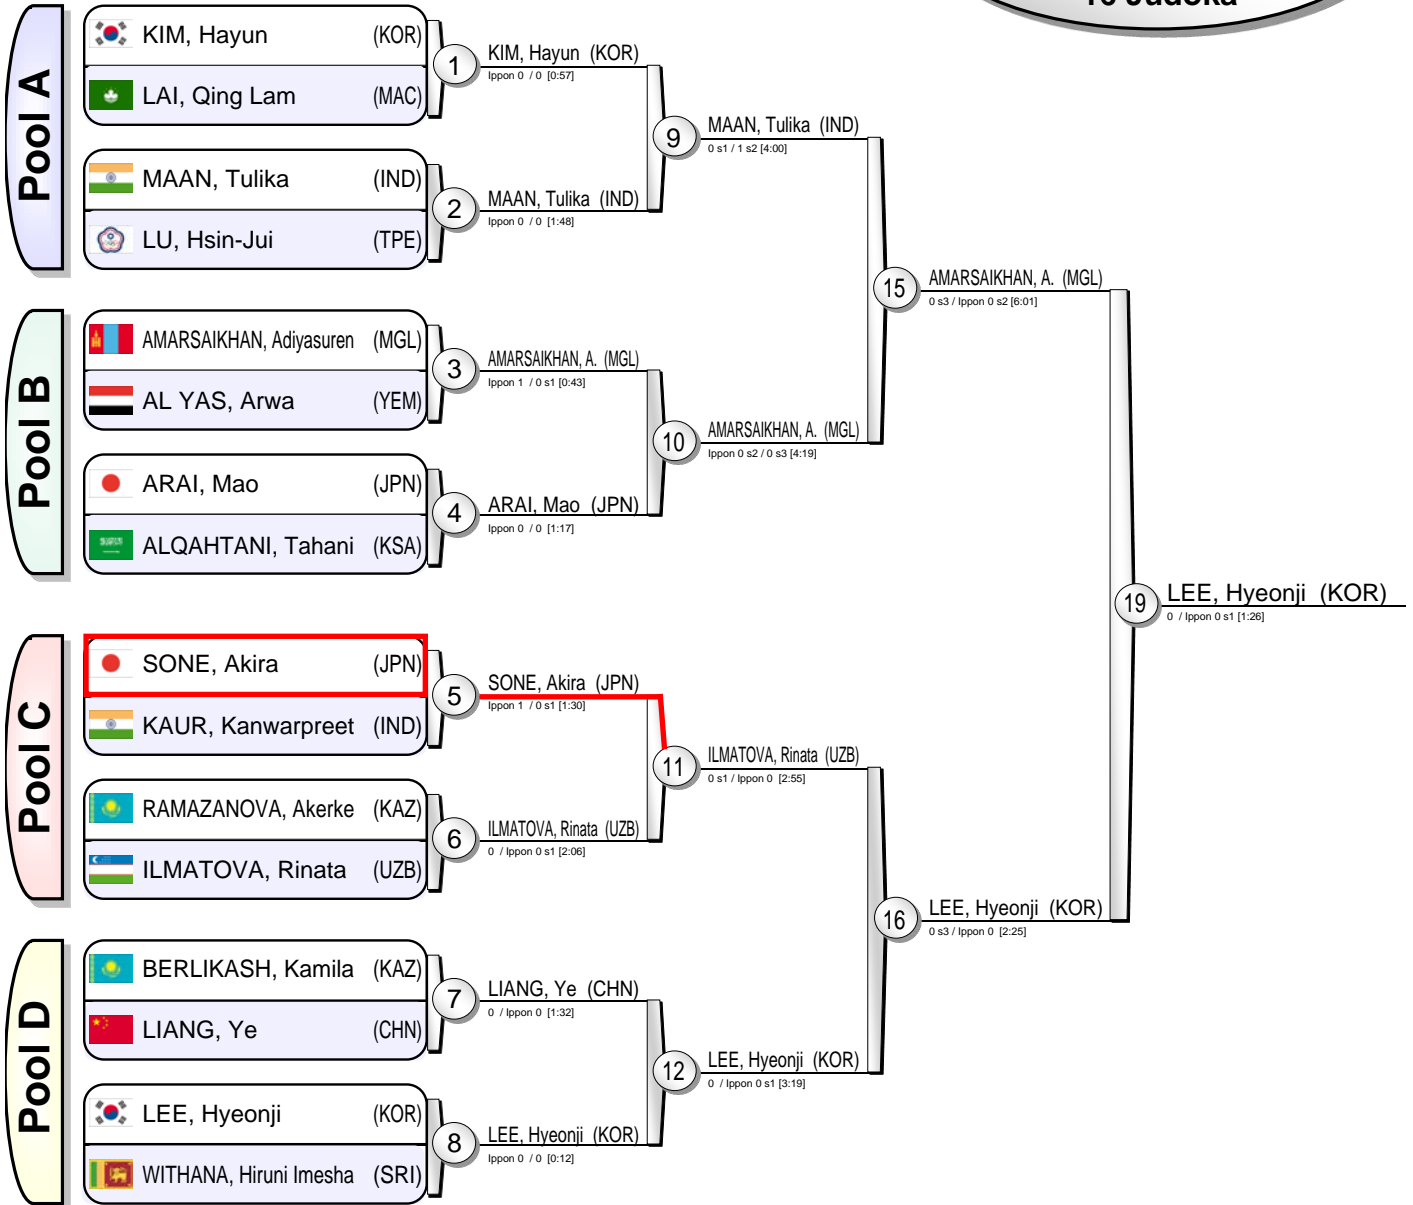 16 Judoka
Pool A
KIM, Hayun (KOR)
LAI, Qing Lam (MAC)
1
KIM, Hayun (KOR)
Ippon 0 / 0 [0:57]
MAAN, Tulika (IND)
LU, Hsin-Jui (TPE)
2
MAAN, Tulika (IND)
Ippon 0 / 0 [1:48]
9
MAAN, Tulika (IND)
0 s1 / 1 s2 [4:00]
Pool B
AMARSAIKHAN, Adiyasuren (MGL)
AL YAS, Arwa (YEM)
3
AMARSAIKHAN, A. (MGL)
Ippon 1 / 0 s1 [0:43]
ARAI, Mao (JPN)
ALQAHTANI, Tahani (KSA)
4
ARAI, Mao (JPN)
Ippon 0 / 0 [1:17]
10
AMARSAIKHAN, A. (MGL)
Ippon 0 s2 / 0 s3 [4:19]
15
AMARSAIKHAN, A. (MGL)
0 s3 / Ippon 0 s2 [6:01]
Pool C
SONE, Akira (JPN)
KAUR, Kanwarpreet (IND)
5
SONE, Akira (JPN)
Ippon 1 / 0 s1 [1:30]
RAMAZANOVA, Akerke (KAZ)
ILMATOVA, Rinata (UZB)
6
ILMATOVA, Rinata (UZB)
0 / Ippon 0 s1 [2:06]
11
ILMATOVA, Rinata (UZB)
0 s1 / Ippon 0 [2:55]
Pool D
BERLIKASH, Kamila (KAZ)
LIANG, Ye (CHN)
7
LIANG, Ye (CHN)
0 / Ippon 0 [1:32]
LEE, Hyeonji (KOR)
WITHANA, Hiruni Imesha (SRI)
8
LEE, Hyeonji (KOR)
Ippon 0 / 0 [0:12]
12
LEE, Hyeonji (KOR)
0 / Ippon 0 s1 [3:19]
16
LEE, Hyeonji (KOR)
0 s3 / Ippon 0 [2:25]
19
LEE, Hyeonji (KOR)
0 / Ippon 0 s1 [1:26]